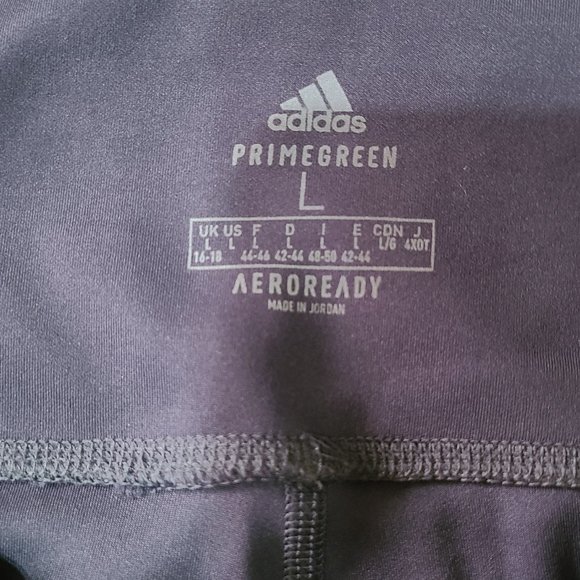 adidas
PRIMEGREEN
L
UK US F D I E CDN J
L L L L L L L/G 4XOT
16-18 44-46 42-44 48-50 42-44
AEROREADY
MADE IN JORDAN